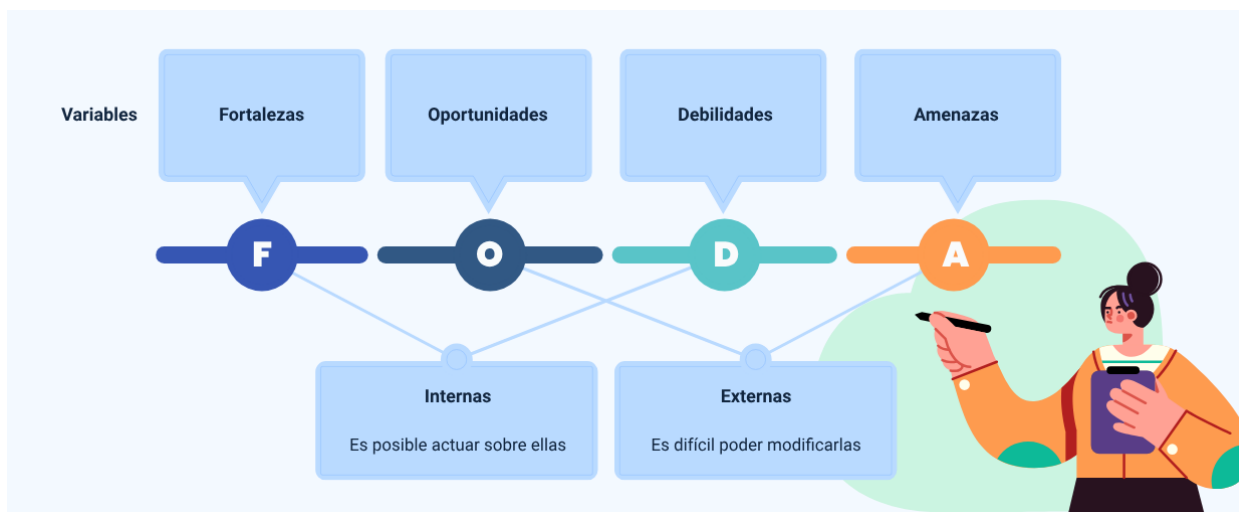 Variables
Fortalezas
Oportunidades
Debilidades
Amenazas
F
O
D
A
Internas
Es posible actuar sobre ellas
Externas
Es difícil poder modificarlas